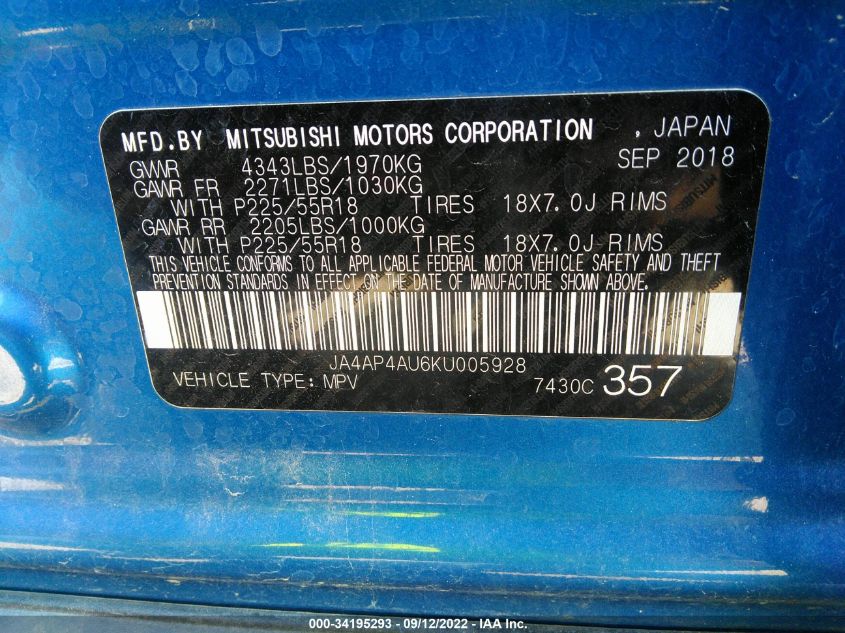 MFD.BY MITSUBISHI MOTORS CORPORATION , JAPAN
GVWR 4343LBS/1970KG SEP 2018
GAWR FR 2271LBS/1030KG
WITH P225/55R18 TIRES 18X7.0J RIMS
GAWR RR 2205LBS/1000KG
WITH P225/55R18 TIRES 18X7.0J RIMS
THIS VEHICLE CONFORMS TO ALL APPLICABLE FEDERAL MOTOR VEHICLE SAFETY AND THEFT
PREVENTION STANDARDS IN EFFECT ON THE DATE OF MANUFACTURE SHOWN ABOVE.
JA4AP4AU6KU005928
VEHICLE TYPE: MPV 7430C 357
000-34195293 - 09/12/2022 - © IAA Inc.